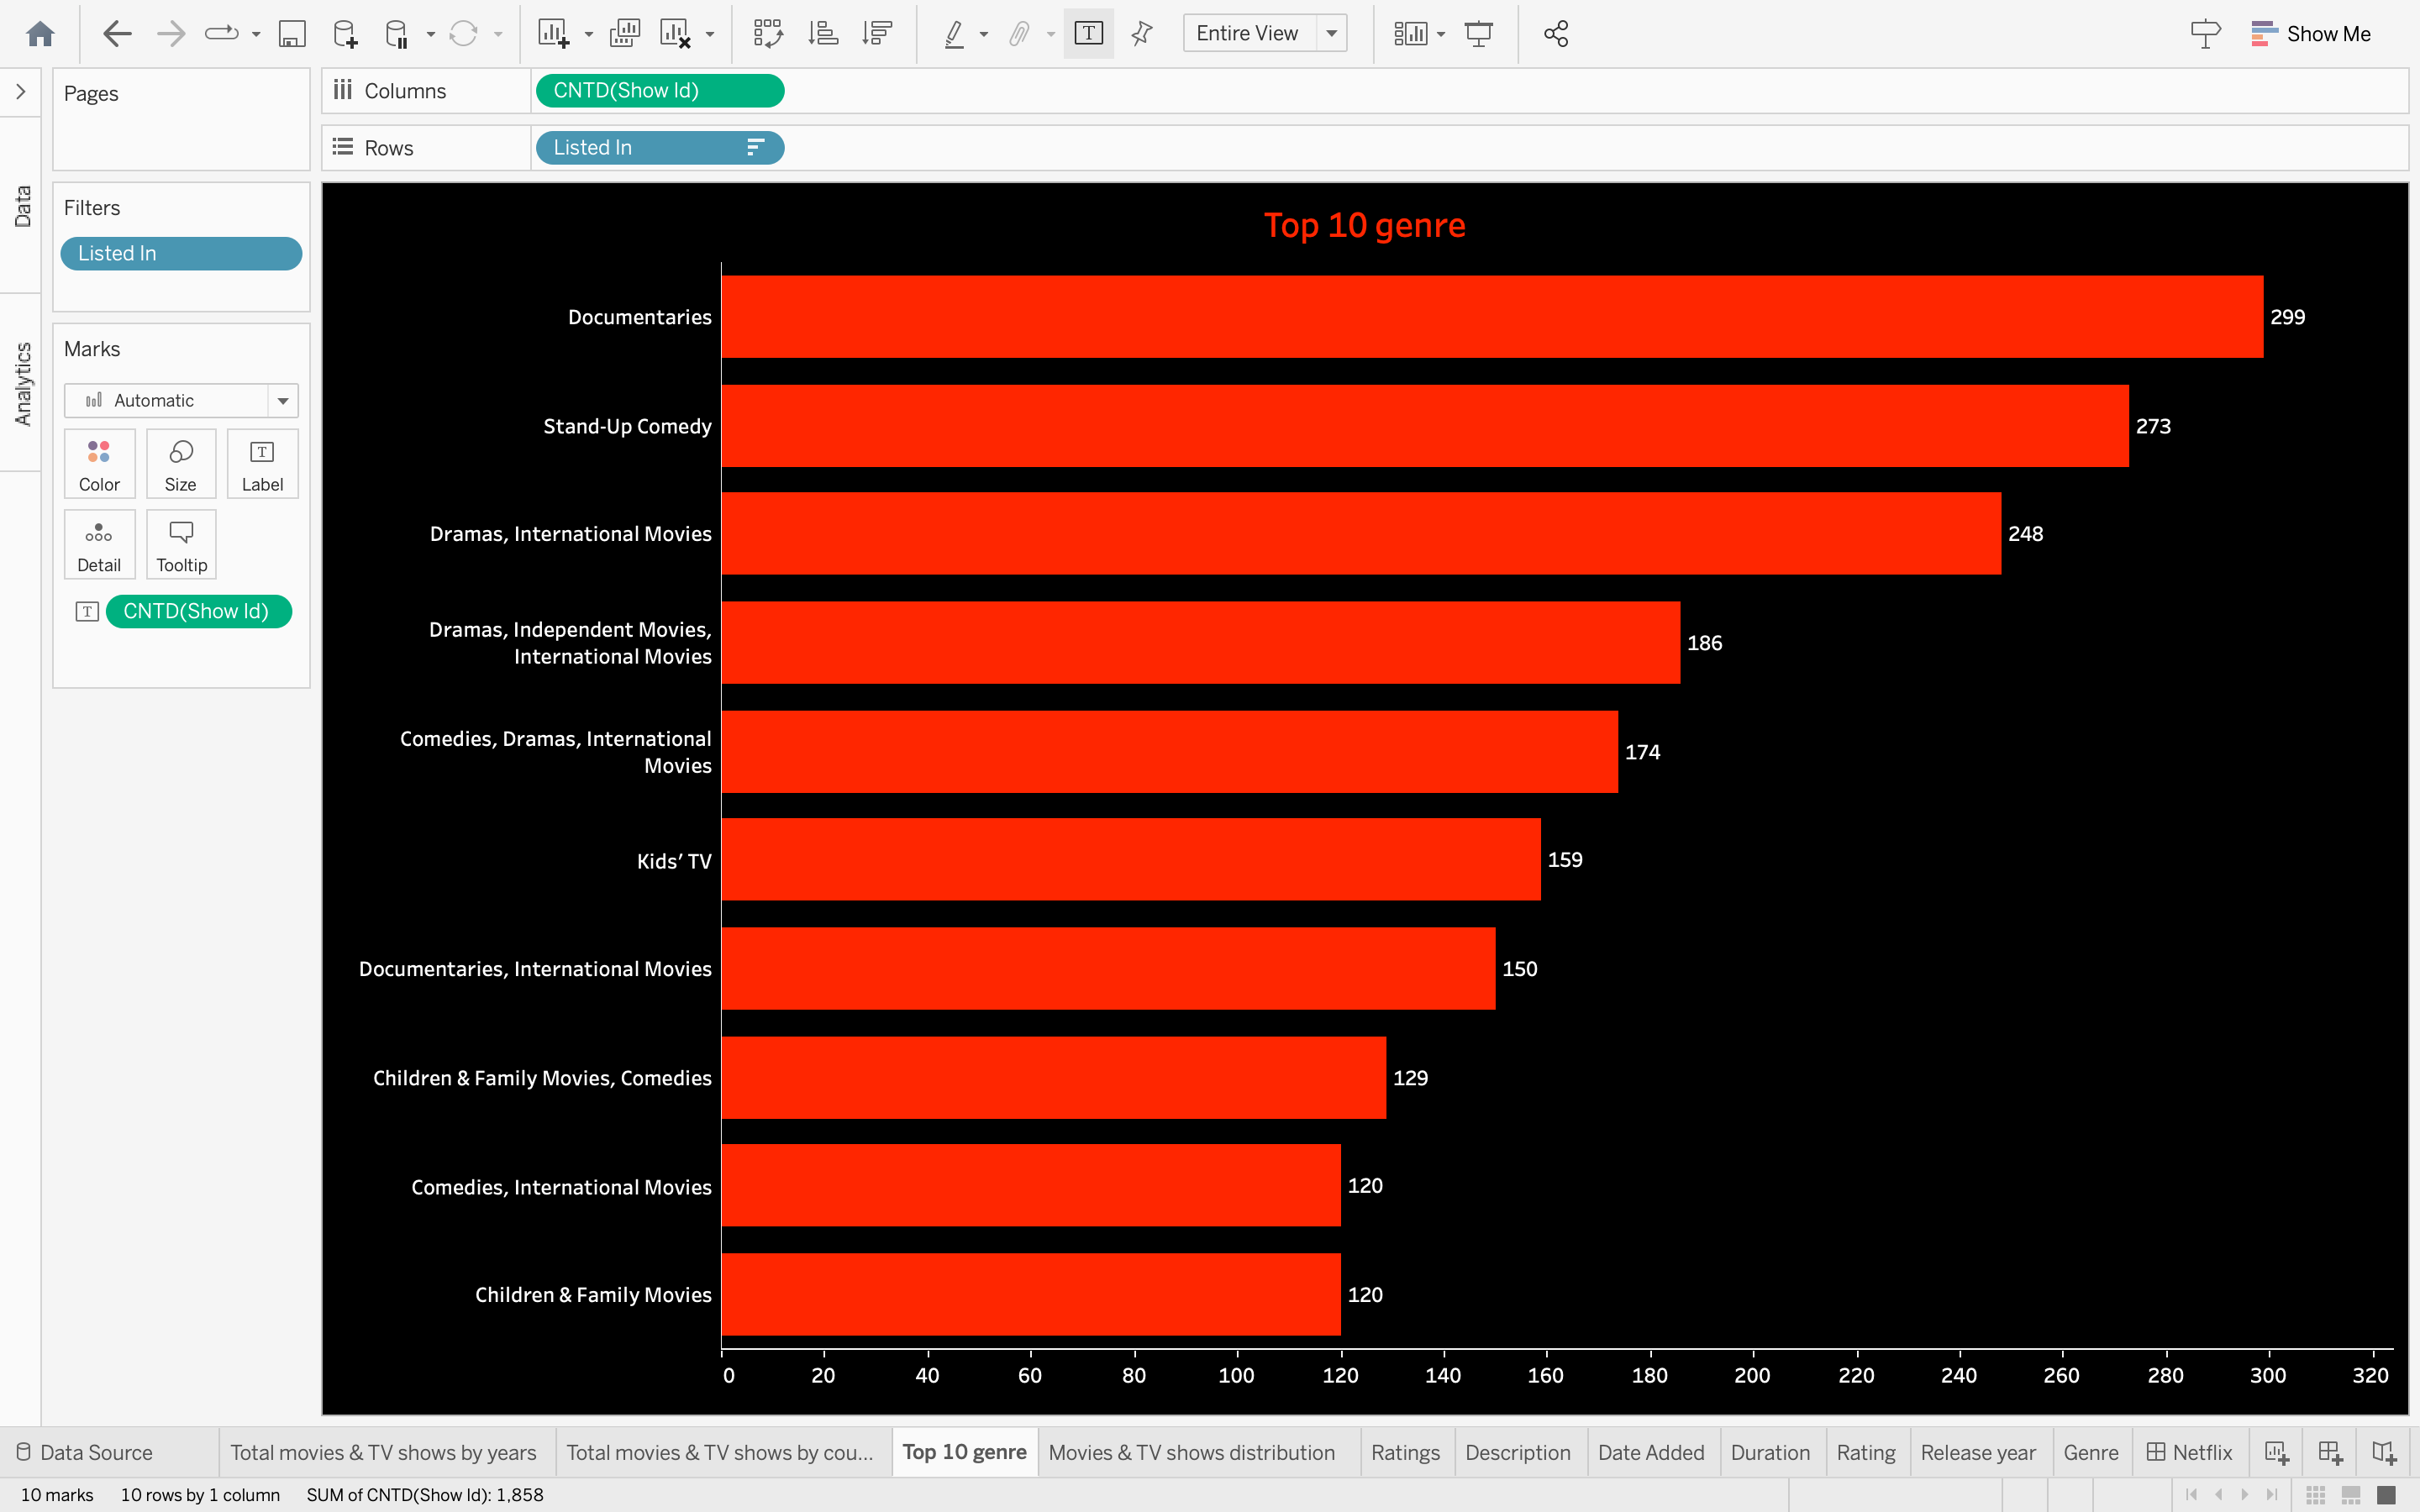 Entire View
Show Me
Pages
Columns
CNTD(Show Id)
Rows
Listed In
Data
Analytics
Filters
Listed In
Marks
Automatic
Color
Size
T
Label
Detail
Tooltip
T
CNTD(Show Id)
Top 10 genre
Documentaries
299
Stand-Up Comedy
273
Dramas, International Movies
248
Dramas, Independent Movies,
International Movies
186
Comedies, Dramas, International
Movies
174
Kids’ TV
159
Documentaries, International Movies
150
Children & Family Movies, Comedies
129
Comedies, International Movies
120
Children & Family Movies
120
0 20 40 60 80 100 120 140 160 180 200 220 240 260 280 300 320
Data Source
Total movies & TV shows by years
Total movies & TV shows by cou...
Top 10 genre
Movies & TV shows distribution
Ratings
Description
Date Added
Duration
Rating
Release year
Genre
Netflix
10 marks
10 rows by 1 column
SUM of CNTD(Show Id): 1,858